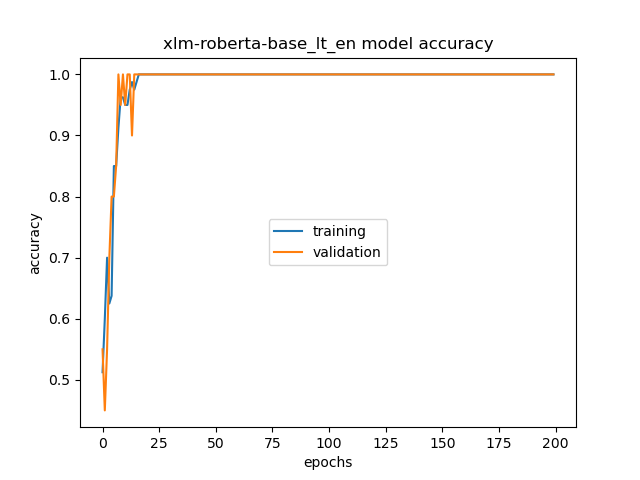 xlm-roberta-base_lt_en model accuracy
accuracy
1.0
0.9
0.8
0.7
0.6
0.5
training
validation
0 25 50 75 100 125 150 175 200
epochs